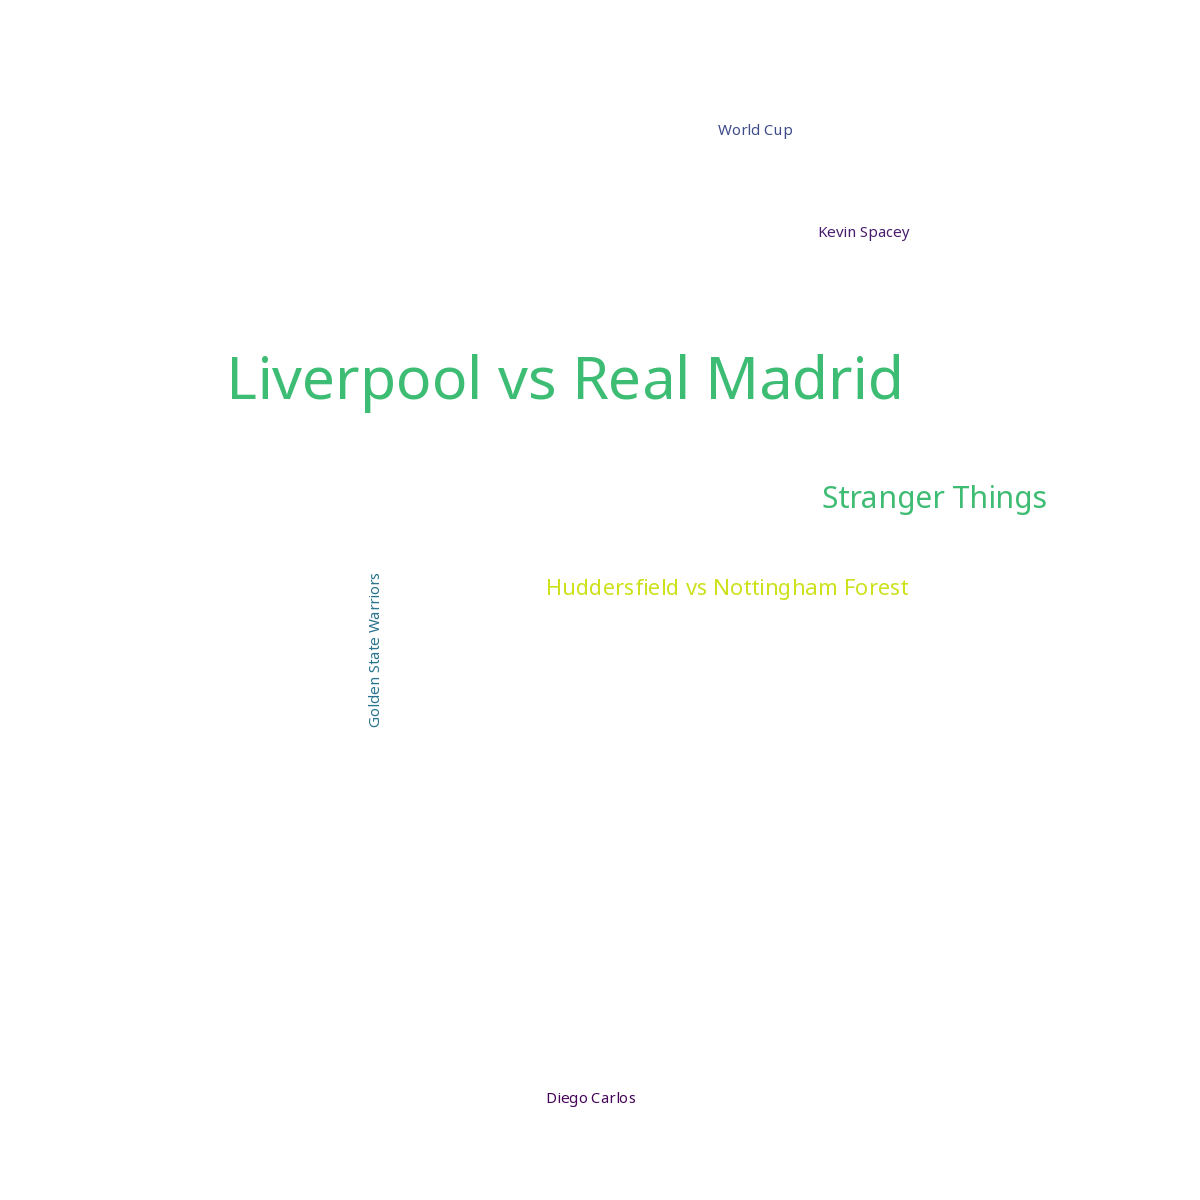 World Cup
Kevin Spacey
Liverpool vs Real Madrid
Stranger Things
Huddersfield vs Nottingham Forest
Golden State Warriors
Diego Carlos